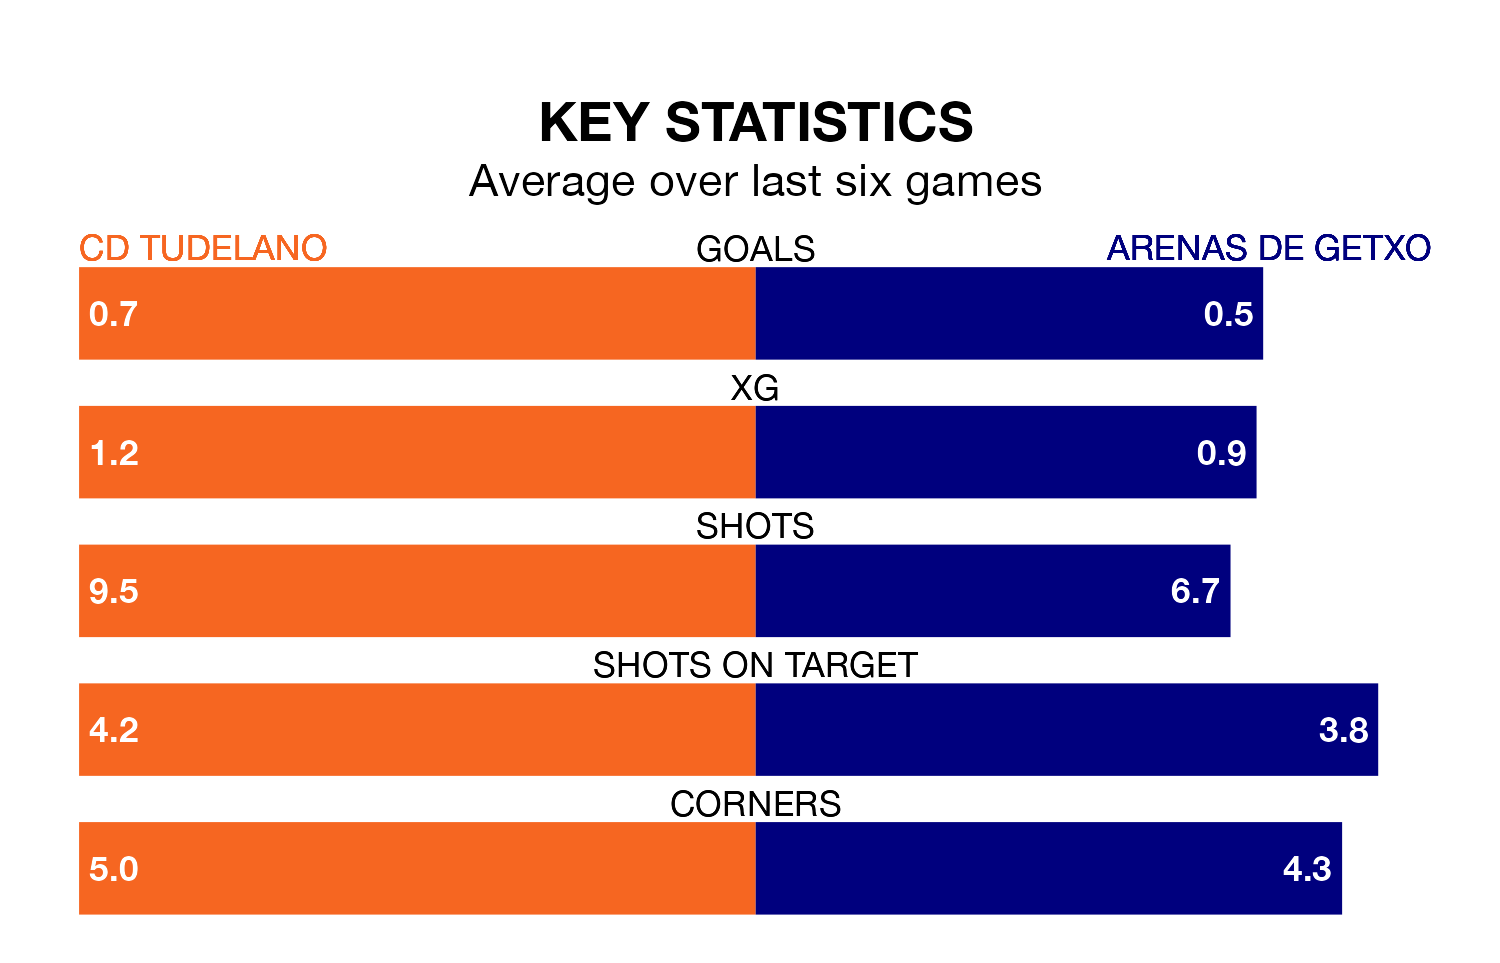 KEY STATISTICS
Average over last six games
CD TUDELANO GOALS ARENAS DE GETXO
0.7 0.5
XG
1.2 0.9
SHOTS
9.5 6.7
SHOTS ON TARGET
4.2 3.8
CORNERS
5.0 4.3